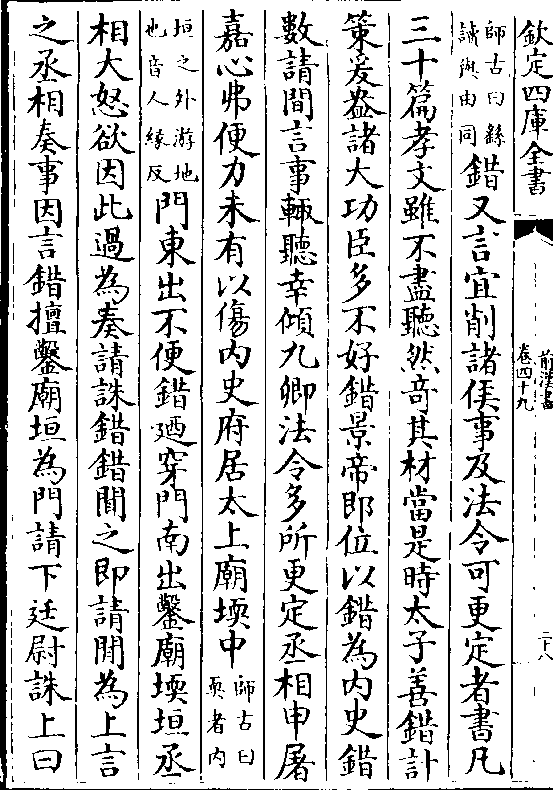 欽定四庫全書
前漢書
卷四十九
二十八
師古曰繇讀與由同錯又言宜削諸侯事及法令可更定者書凡
三十篇孝文雖不盡聽然奇其材當是時太子善錯計
策爰盎諸大功臣多不好錯景帝即位以錯為内史錯
數請間言事輒聽幸傾九卿法令多所更定丞相申屠
嘉心弗便力未有以傷内史府居太上廟堧中師古曰堧者内
垣之外游地也音人緣反門東出不便錯廼穿門南出鑿廟堧垣丞
相大怒欲因此過為奏請誅錯錯聞之即請間為上言
之丞相奏事因言錯擅鑿廟垣為門請下廷尉誅上曰